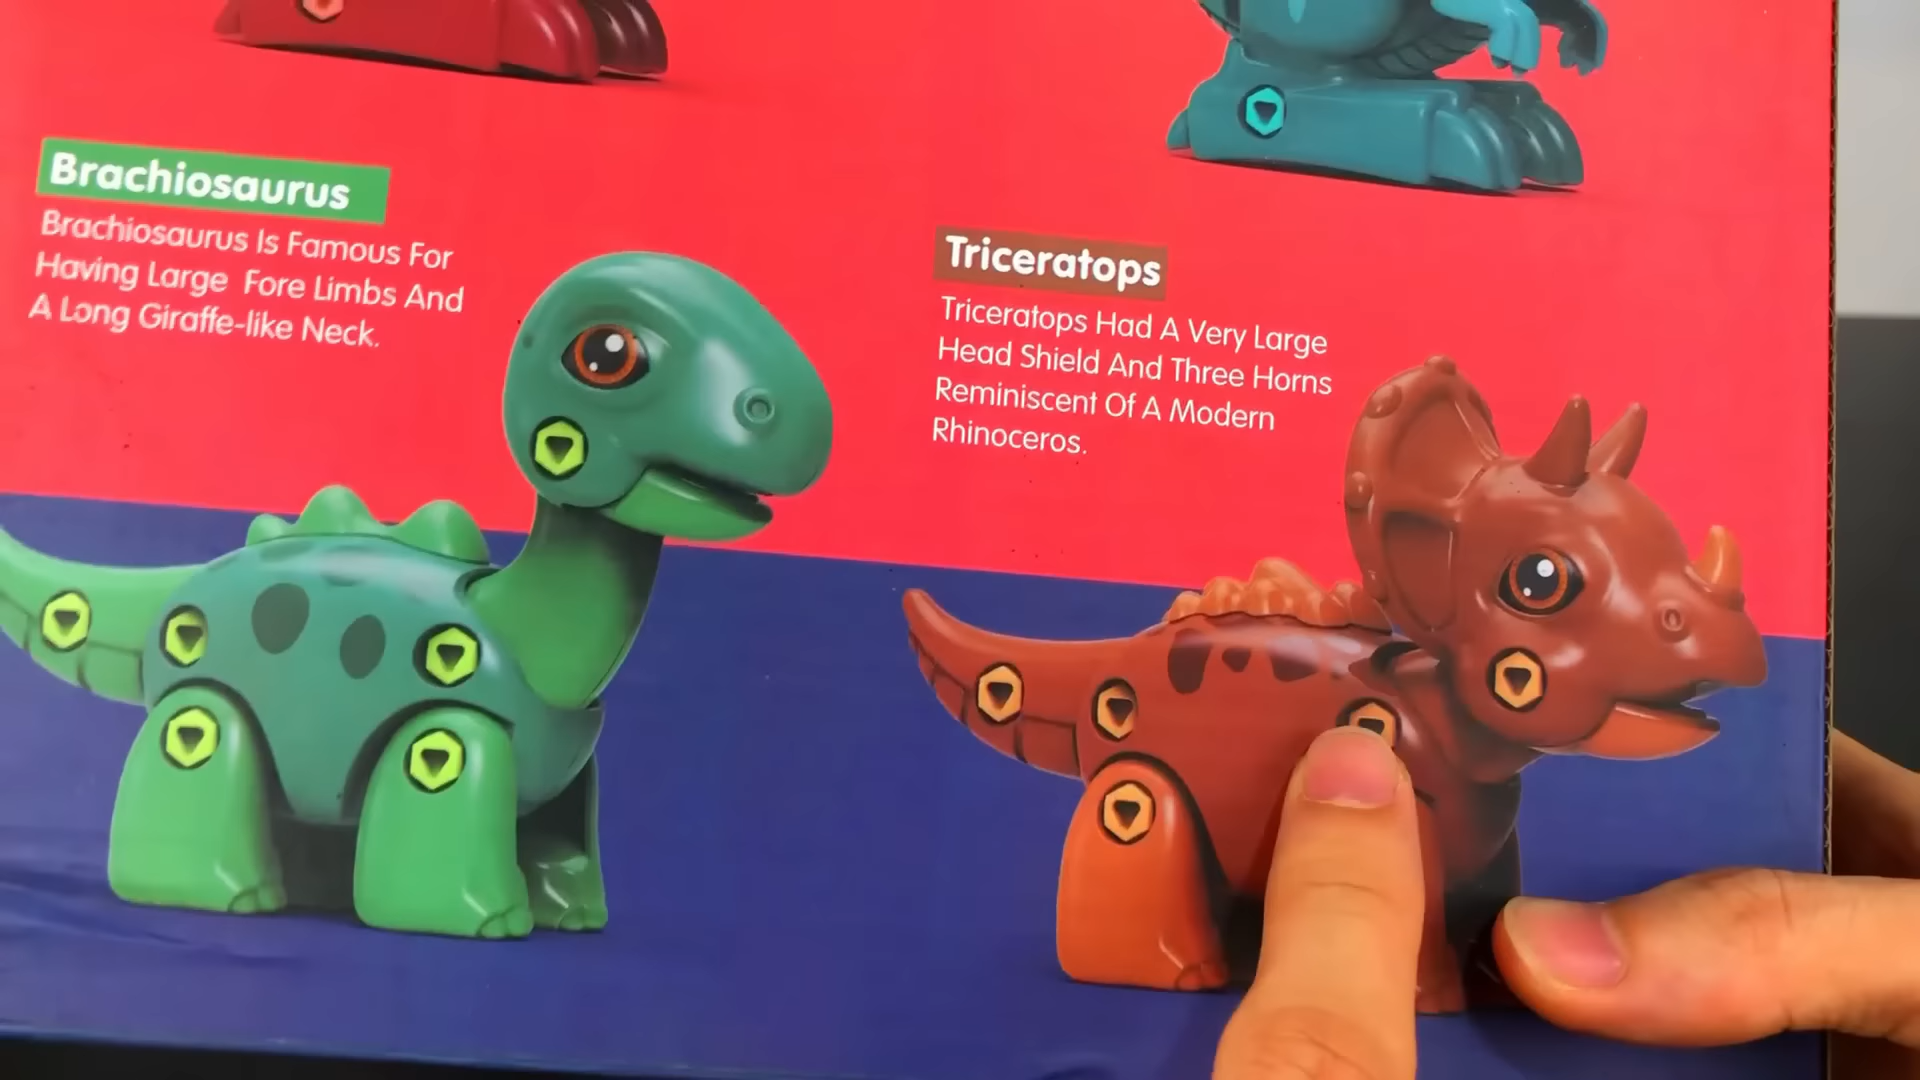 Brachiosaurus
Brachiosaurus Is Famous For
Having Large Fore Limbs And
A Long Giraffe-like Neck.
Triceratops
Triceratops Had A Very Large
Head Shield And Three Horns
Reminiscent Of A Modern
Rhinoceros.